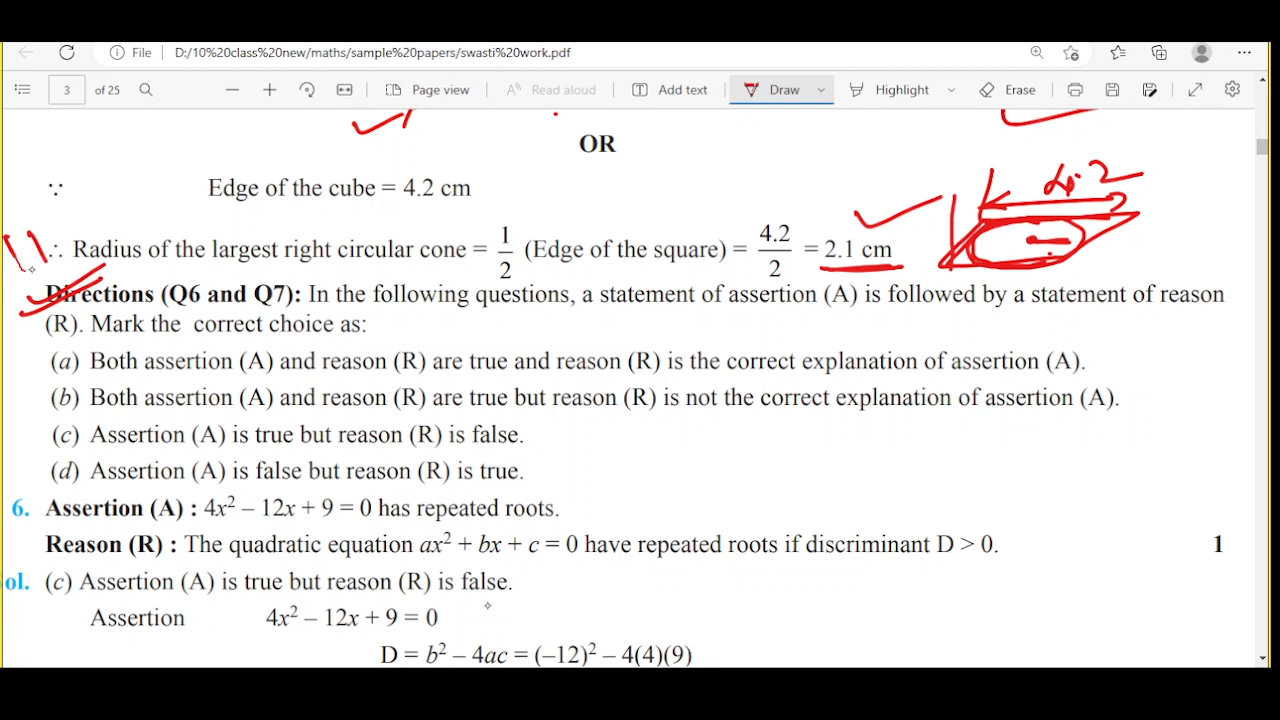 File D:/10%20class%20new/maths/sample%20papers/swasti%20work.pdf
3 of 25 Page view Read aloud Add text Draw Highlight Erase
OR
∵ Edge of the cube = 4.2 cm
4.2
11
∴ Radius of the largest right circular cone = 1/2 (Edge of the square) = 4.2/2 = 2.1 cm
Directions (Q6 and Q7): In the following questions, a statement of assertion (A) is followed by a statement of reason
(R). Mark the correct choice as:
(a) Both assertion (A) and reason (R) are true and reason (R) is the correct explanation of assertion (A).
(b) Both assertion (A) and reason (R) are true but reason (R) is not the correct explanation of assertion (A).
(c) Assertion (A) is true but reason (R) is false.
(d) Assertion (A) is false but reason (R) is true.
6. Assertion (A) : 4x² – 12x + 9 = 0 has repeated roots.
Reason (R) : The quadratic equation ax² + bx + c = 0 have repeated roots if discriminant D > 0. 1
ol. (c) Assertion (A) is true but reason (R) is false.
Assertion 4x² – 12x + 9 = 0
D = b² – 4ac = (–12)² – 4(4)(9)